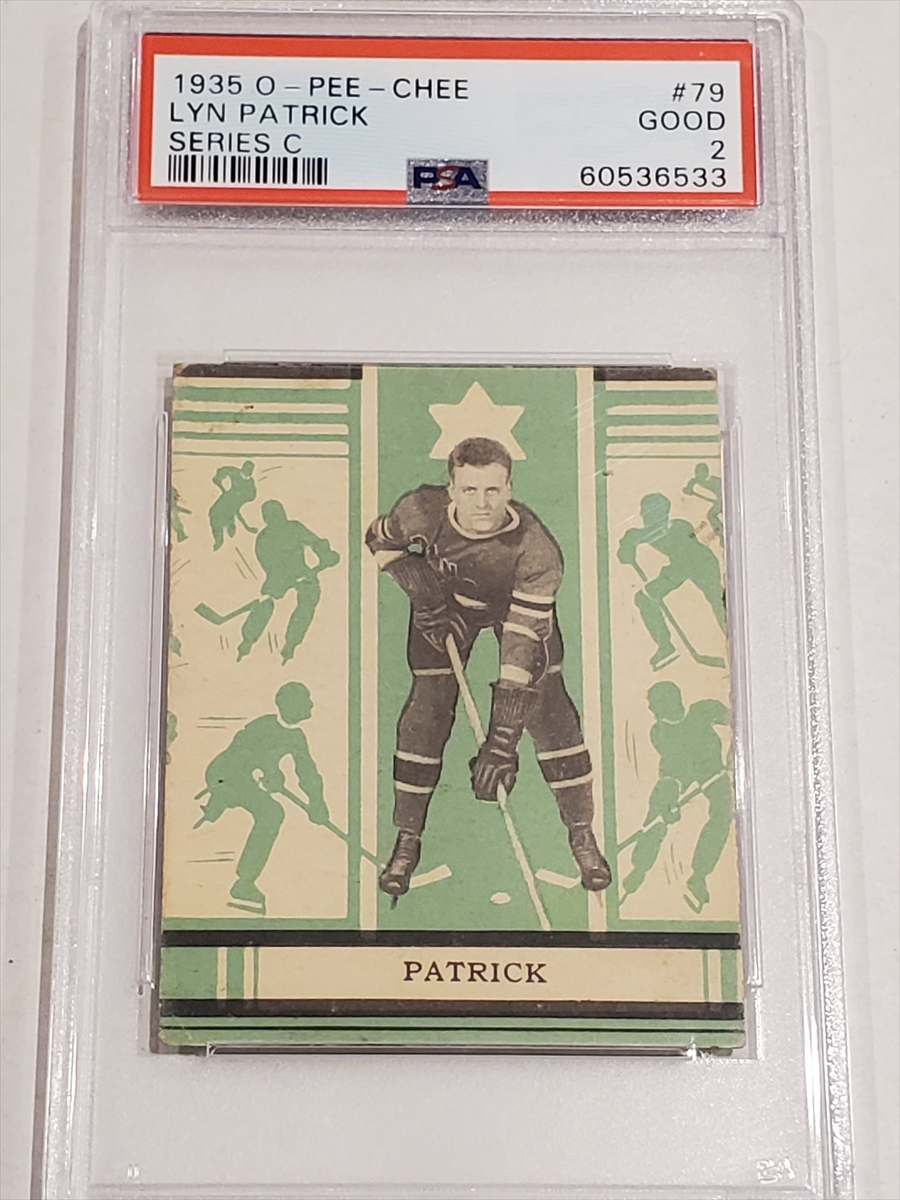 1935 O-PEE-CHEE #79
LYN PATRICK GOOD
SERIES C 2
PSA 60536533
PATRICK